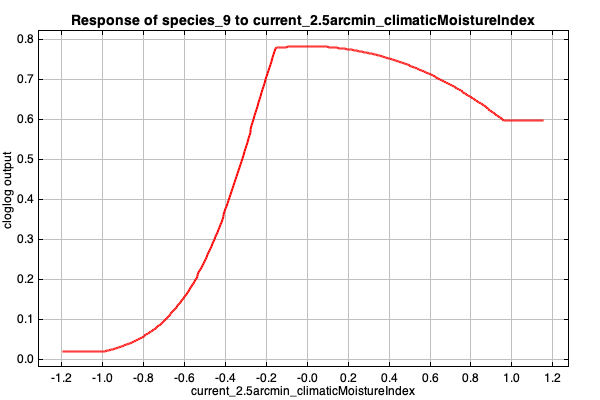 Response of species_9 to current_2.5arcmin_climaticMoistureIndex
0.8
0.7
0.6
0.5
0.4
0.3
0.2
0.1
0.0
cloglog output
-1.2 -1.0 -0.8 -0.6 -0.4 -0.2 -0.0 0.2 0.4 0.6 0.8 1.0 1.2
current_2.5arcmin_climaticMoistureIndex